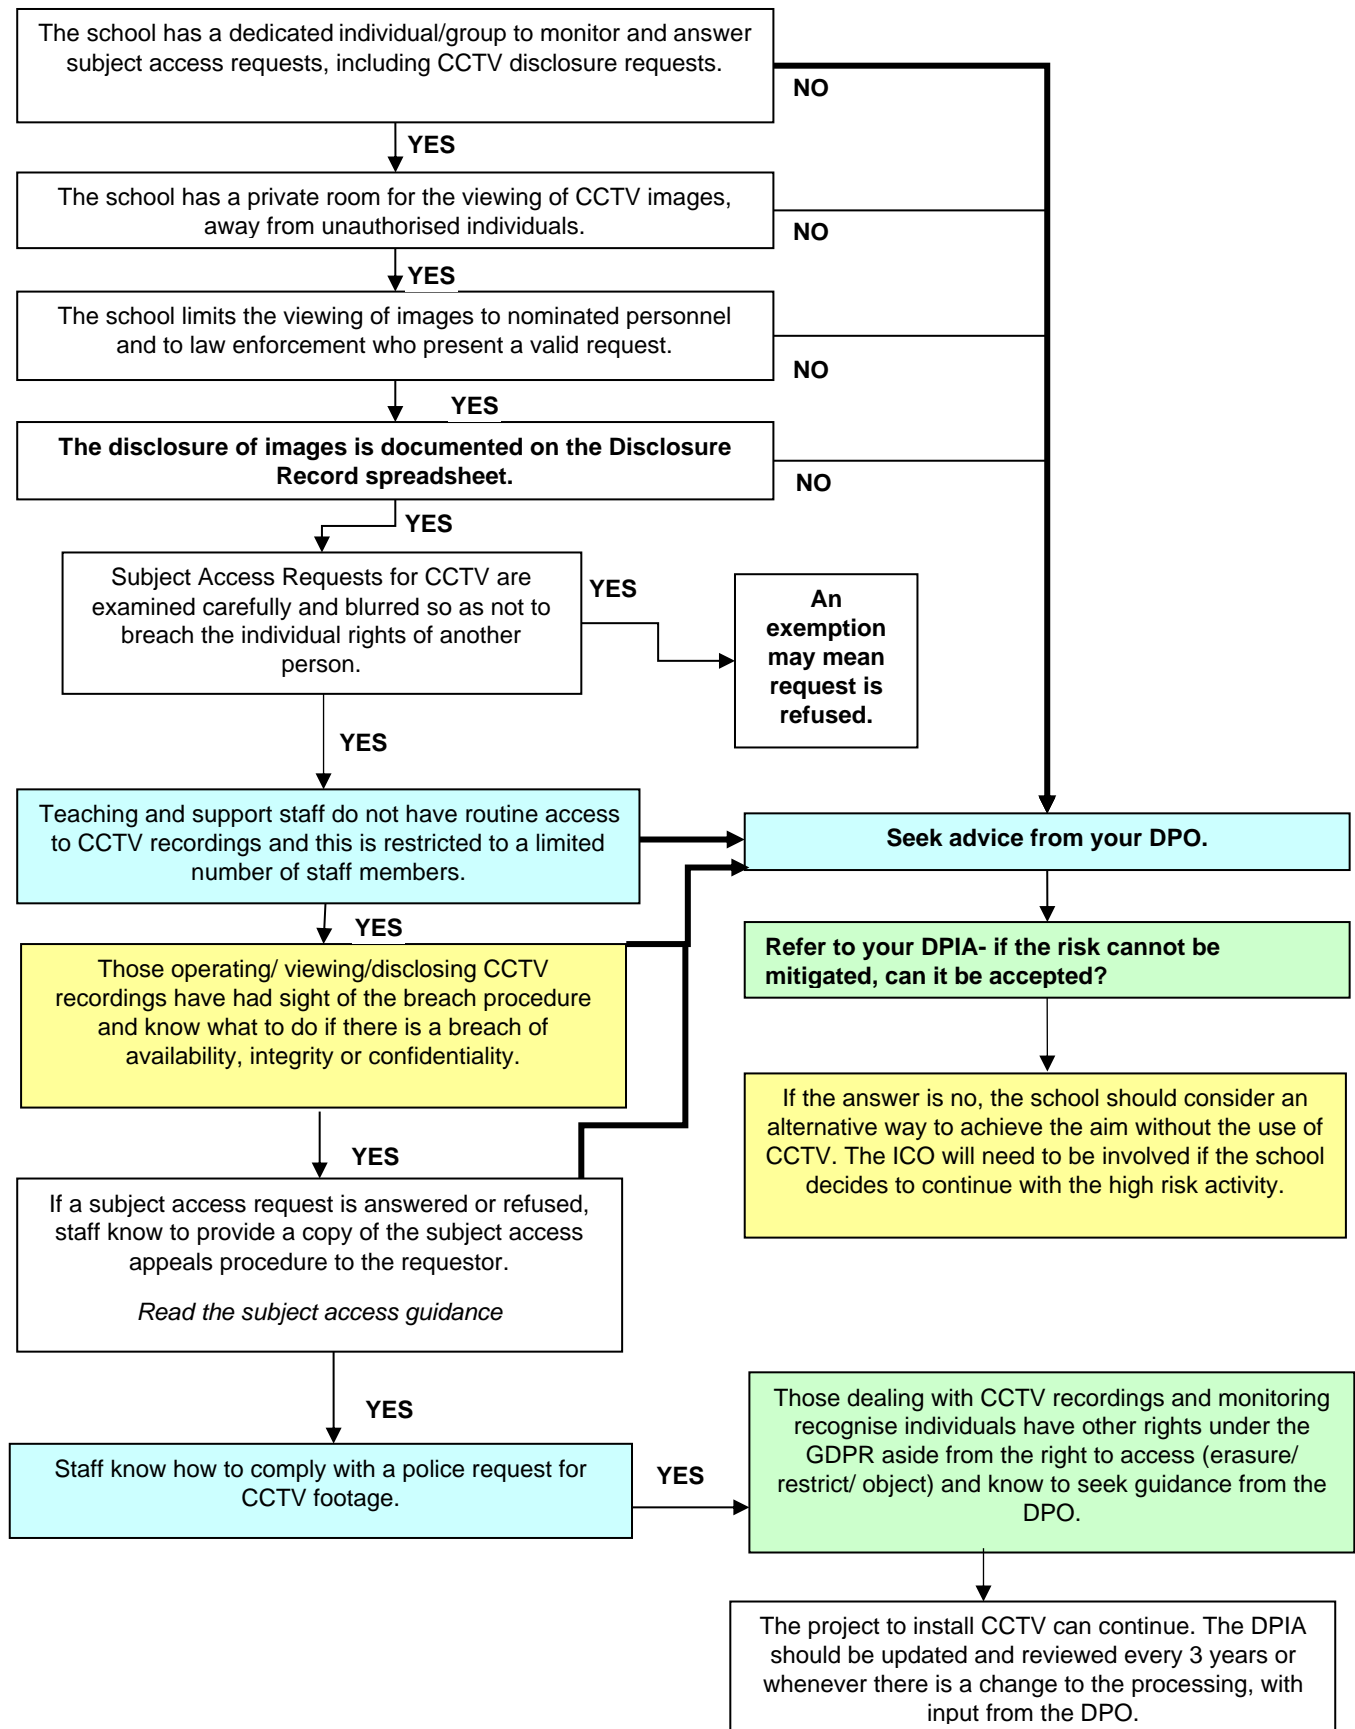 The school has a dedicated individual/group to monitor and answer
subject access requests, including CCTV disclosure requests.
NO
YES
The school has a private room for the viewing of CCTV images,
away from unauthorised individuals.
NO
YES
The school limits the viewing of images to nominated personnel
and to law enforcement who present a valid request.
NO
YES
The disclosure of images is documented on the Disclosure
Record spreadsheet.
NO
YES
Subject Access Requests for CCTV are
examined carefully and blurred so as not to
breach the individual rights of another
person.
YES
An
exemption
may mean
request is
refused.
YES
Teaching and support staff do not have routine access
to CCTV recordings and this is restricted to a limited
number of staff members.
Seek advice from your DPO.
YES
Those operating/ viewing/disclosing CCTV
recordings have had sight of the breach procedure
and know what to do if there is a breach of
availability, integrity or confidentiality.
Refer to your DPIA- if the risk cannot be
mitigated, can it be accepted?
If the answer is no, the school should consider an
alternative way to achieve the aim without the use of
CCTV. The ICO will need to be involved if the school
decides to continue with the high risk activity.
YES
If a subject access request is answered or refused,
staff know to provide a copy of the subject access
appeals procedure to the requestor.
Read the subject access guidance
YES
Staff know how to comply with a police request for
CCTV footage.
YES
Those dealing with CCTV recordings and monitoring
recognise individuals have other rights under the
GDPR aside from the right to access (erasure/
restrict/ object) and know to seek guidance from the
DPO.
The project to install CCTV can continue. The DPIA
should be updated and reviewed every 3 years or
whenever there is a change to the processing, with
input from the DPO.